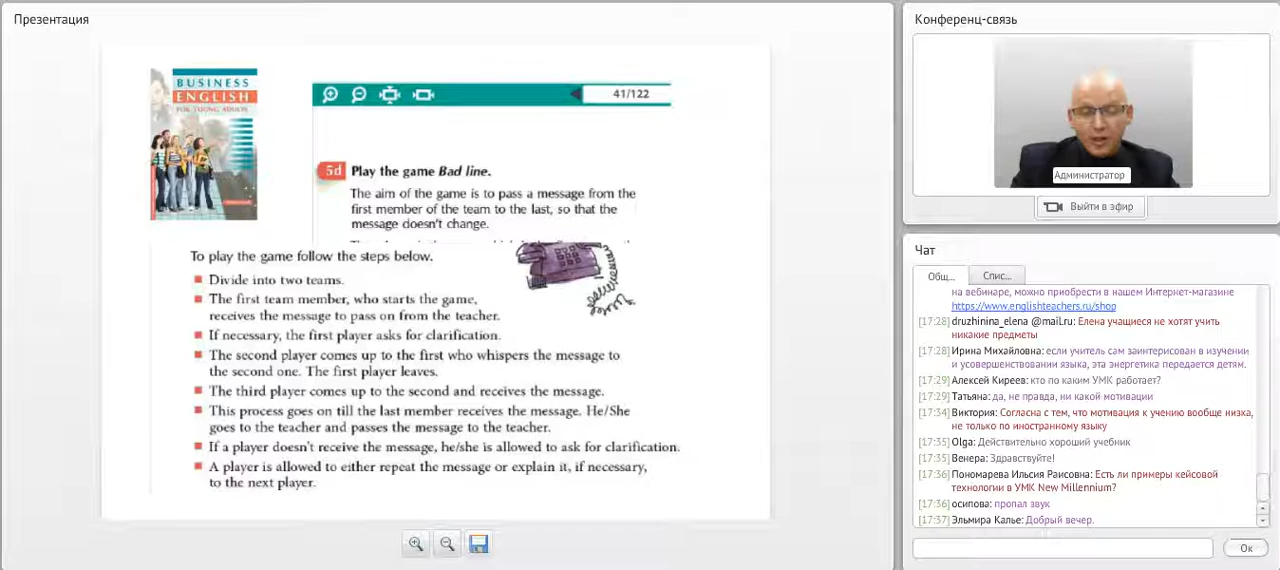 Презентация
BUSINESS
ENGLISH
FOR YOUNG ADULTS
41/122
5d Play the game Bad line.
The aim of the game is to pass a message from the
first member of the team to the last, so that the
message doesn't change.
To play the game follow the steps below.
Divide into two teams.
The first team member, who starts the game,
receives the message to pass on from the teacher.
If necessary, the first player asks for clarification.
The second player comes up to the first who whispers the message to
the second one. The first player leaves.
The third player comes up to the second and receives the message.
This process goes on till the last member receives the message. He/She
goes to the teacher and passes the message to the teacher.
If a player doesn't receive the message, he/she is allowed to ask for clarification.
A player is allowed to either repeat the message or explain it, if necessary,
to the next player.
Конференц-связь
Администратор
Выйти в эфир
Чат
Общ... Спис...
на вебинаре, можно приобрести в нашем Интернет-магазине
https://www.englishteachers.ru/shop
[17:28] druzhinina_elena @mail.ru: Елена учащиеся не хотят учить
никакие предметы
[17:28] Ирина Михайловна: если учитель сам заинтерисован в изучении
и усовершенствовании языка, эта энергетика передается детям.
[17:29] Алексей Киреев: кто по каким УМК работает?
[17:29] Татьяна: да, не правда, ни какой мотивации
[17:34] Виктория: Согласна с тем, что мотивация к учению вообще низка,
не только по иностранному языку
[17:35] Olga: Действительно хороший учебник
[17:35] Венера: Здравствуйте!
[17:36] Пономарева Ильсия Раисовна: Есть ли примеры кейсовой
технологии в УМК New Millennium?
[17:36] осипова: пропал звук
[17:37] Эльмира Калье: Добрый вечер.
Ок